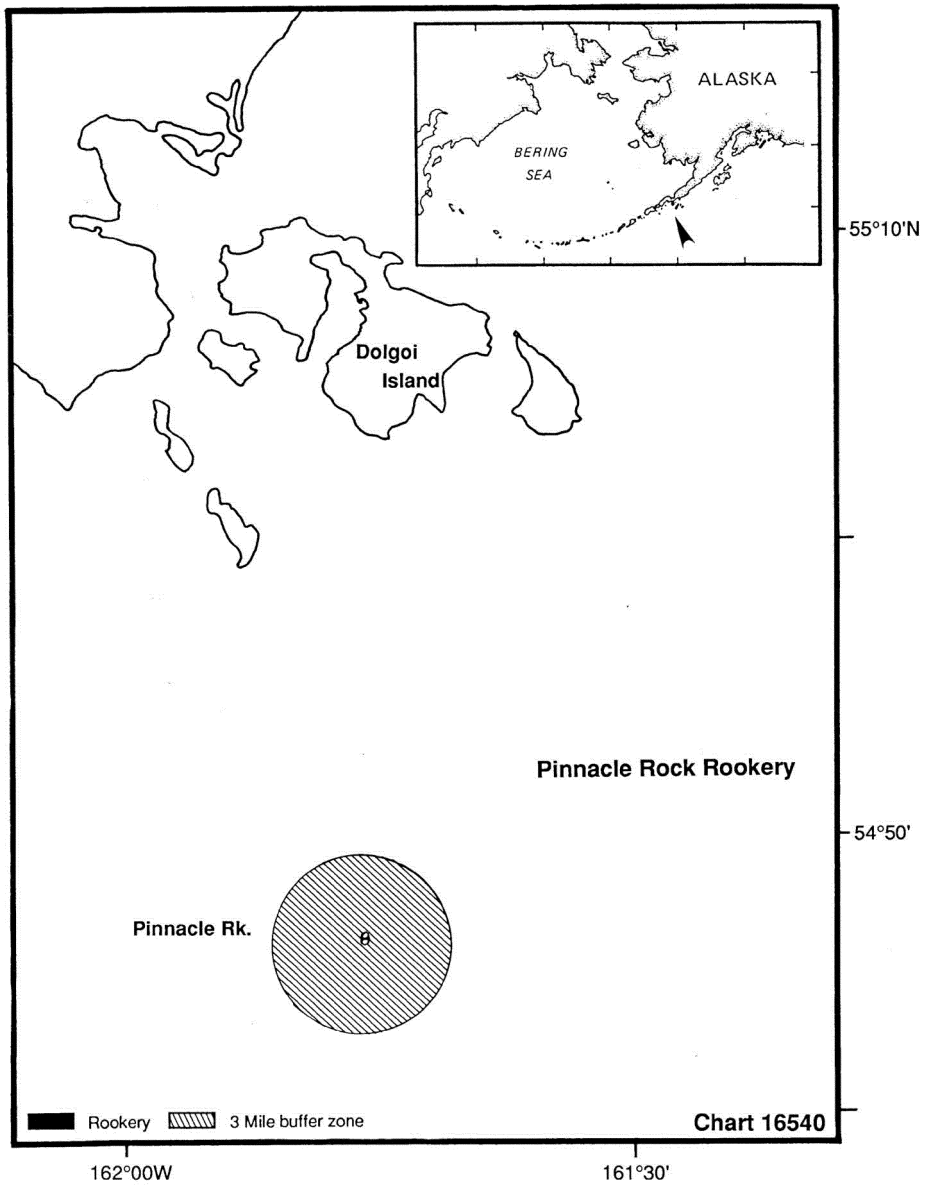 ALASKA
BERING
SEA
55°10'N
Dolgoi
Island
Pinnacle Rock Rookery
54°50'
Pinnacle Rk.
Rookery
3 Mile buffer zone
Chart 16540
162°00W
161°30'